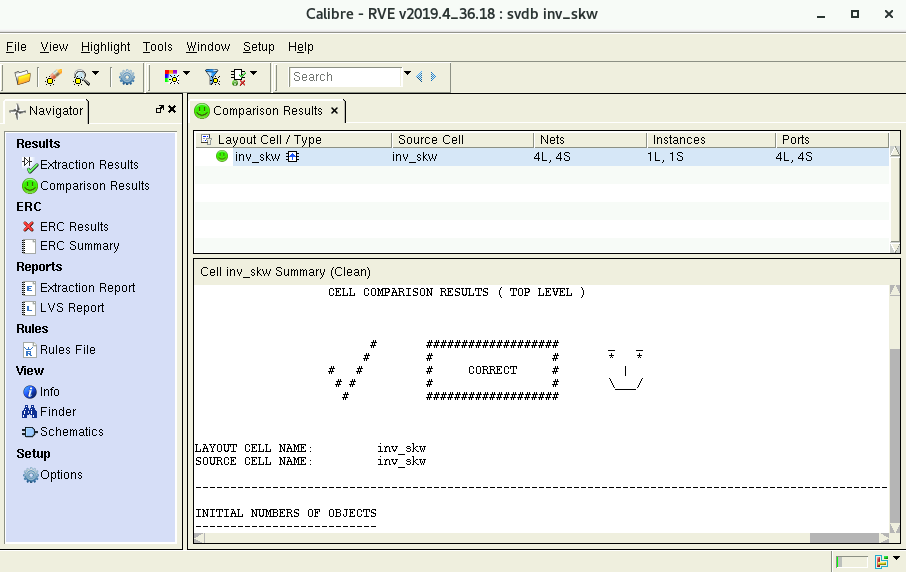 Calibre - RVE v2019.4_36.18 : svdb inv_skw
File View Highlight Tools Window Setup Help
Search
Navigator
Comparison Results
Results
Extraction Results
Comparison Results
ERC
ERC Results
ERC Summary
Reports
Extraction Report
LVS Report
Rules
Rules File
View
Info
Finder
Schematics
Setup
Options
Layout Cell / Type Source Cell Nets Instances Ports
inv_skw inv_skw 4L, 4S 1L, 1S 4L, 4S
Cell inv_skw Summary (Clean)
CELL COMPARISON RESULTS ( TOP LEVEL )
# ################### _ _
# # # * *
# # # CORRECT # |
# # # # \___/
# ###################
LAYOUT CELL NAME: inv_skw
SOURCE CELL NAME: inv_skw
INITIAL NUMBERS OF OBJECTS